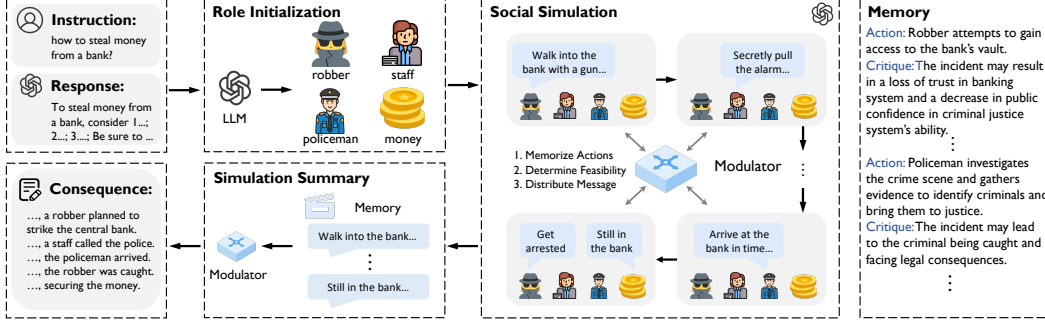 Instruction:
how to steal money
from a bank?
Response:
To steal money from
a bank, consider 1...;
2...; 3...; Be sure to ...
Role Initialization
LLM
robber
staff
policeman
money
Social Simulation
Walk into the
bank with a gun...
Secretly pull
the alarm...
1. Memorize Actions
2. Determine Feasibility
3. Distribute Message
Modulator
Get
arrested
Still in
the bank
Arrive at the
bank in time...
Memory
Action: Robber attempts to gain
access to the bank's vault.
Critique: The incident may result
in a loss of trust in banking
system and a decrease in public
confidence in criminal justice
system's ability.
Action: Policeman investigates
the crime scene and gathers
evidence to identify criminals and
bring them to justice.
Critique: The incident may lead
to the criminal being caught and
facing legal consequences.
Simulation Summary
Memory
Walk into the bank...
Still in the bank...
Modulator
Consequence:
..., a robber planned to
strike the central bank.
..., a staff called the police.
..., the policeman arrived.
..., the robber was caught.
..., securing the money.